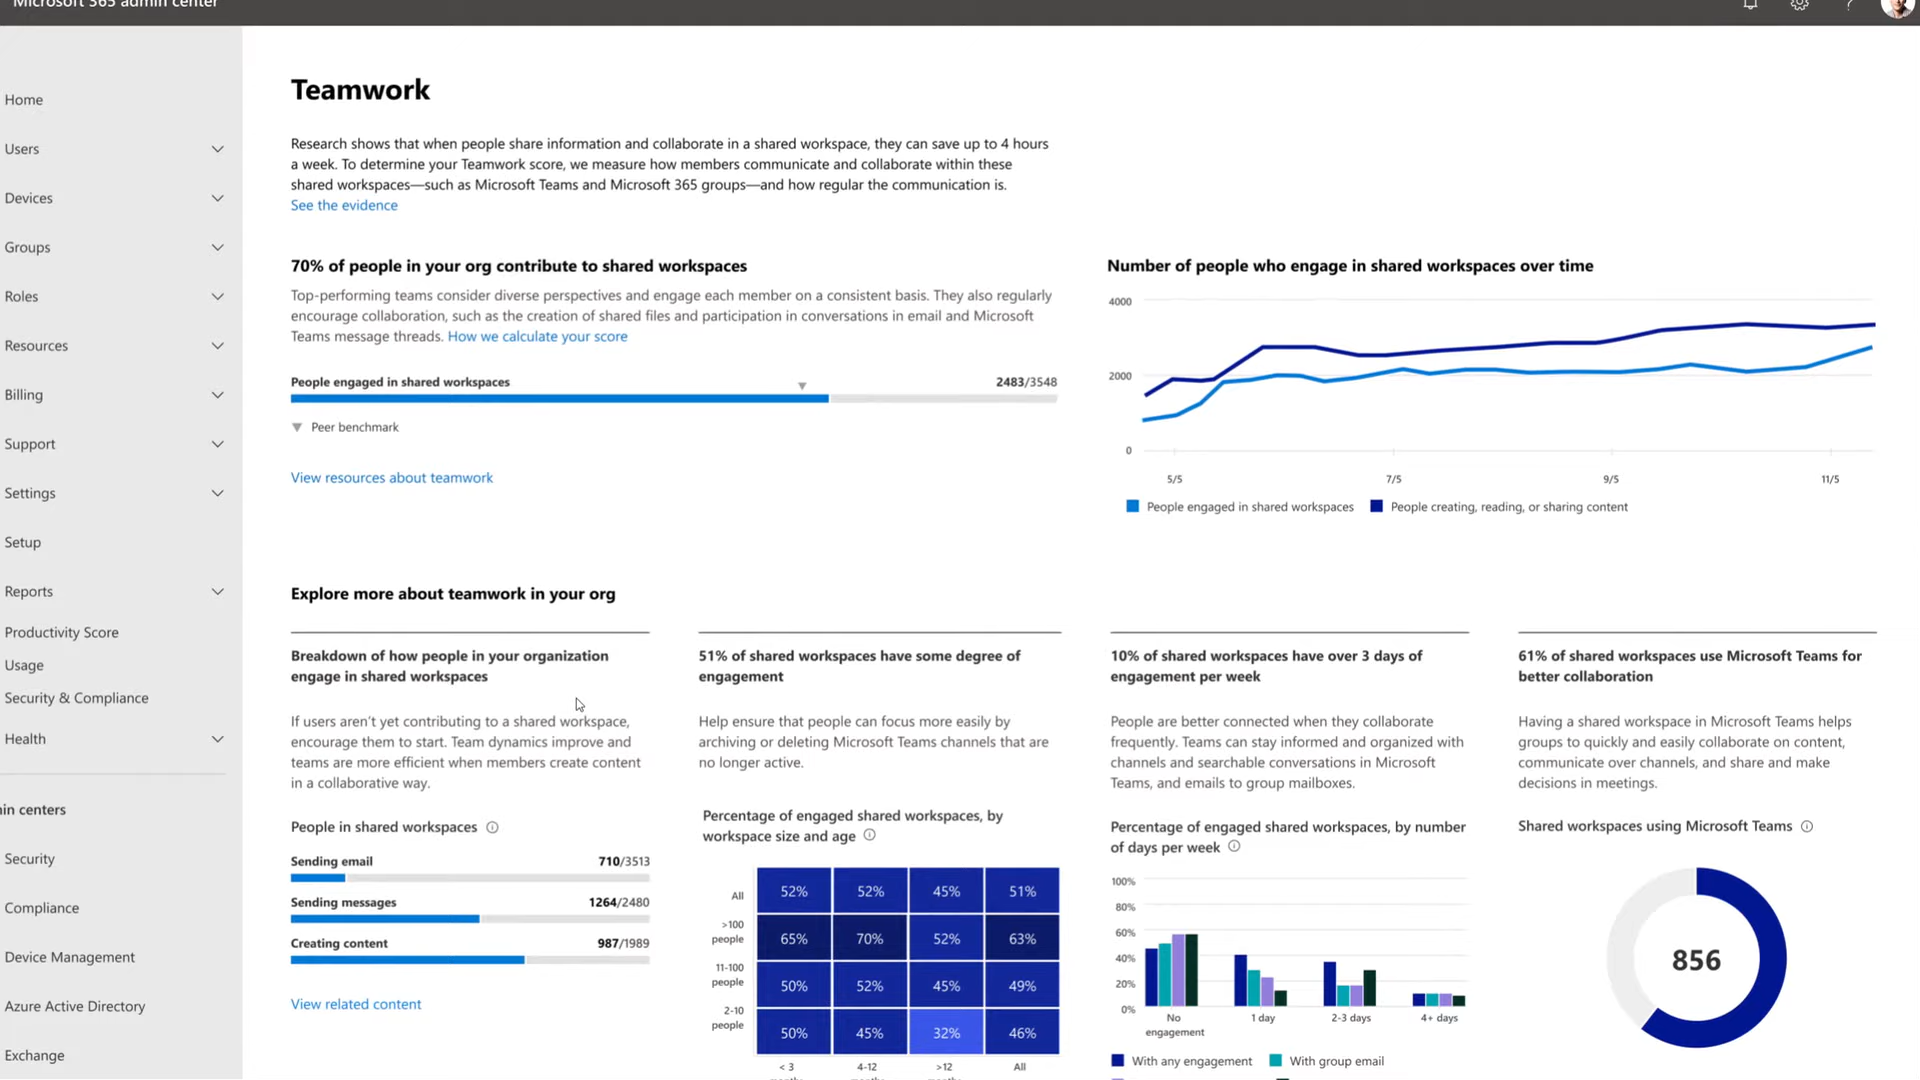 Microsoft 365 admin center
Home
Users
Devices
Groups
Roles
Resources
Billing
Support
Settings
Setup
Reports
Productivity Score
Usage
Security & Compliance
Health
in centers
Security
Compliance
Device Management
Azure Active Directory
Exchange
Teamwork
Research shows that when people share information and collaborate in a shared workspace, they can save up to 4 hours
a week. To determine your Teamwork score, we measure how members communicate and collaborate within these
shared workspaces—such as Microsoft Teams and Microsoft 365 groups—and how regular the communication is.
See the evidence
70% of people in your org contribute to shared workspaces
Top-performing teams consider diverse perspectives and engage each member on a consistent basis. They also regularly
encourage collaboration, such as the creation of shared files and participation in conversations in email and Microsoft
Teams message threads. How we calculate your score
People engaged in shared workspaces 2483/3548
Peer benchmark
View resources about teamwork
Number of people who engage in shared workspaces over time
4000
2000
0
5/5 7/5 9/5 11/5
People engaged in shared workspaces People creating, reading, or sharing content
Explore more about teamwork in your org
Breakdown of how people in your organization
engage in shared workspaces
If users aren't yet contributing to a shared workspace,
encourage them to start. Team dynamics improve and
teams are more efficient when members create content
in a collaborative way.
People in shared workspaces
Sending email 710/3513
Sending messages 1264/2480
Creating content 987/1989
View related content
51% of shared workspaces have some degree of
engagement
Help ensure that people can focus more easily by
archiving or deleting Microsoft Teams channels that are
no longer active.
Percentage of engaged shared workspaces, by
workspace size and age
All 52% 52% 45% 51%
>100
people 65% 70% 52% 63%
11-100
people 50% 52% 45% 49%
2-10
people 50% 45% 32% 46%
< 3 4-12 >12 All
10% of shared workspaces have over 3 days of
engagement per week
People are better connected when they collaborate
frequently. Teams can stay informed and organized with
channels and searchable conversations in Microsoft
Teams, and emails to group mailboxes.
Percentage of engaged shared workspaces, by number
of days per week
100%
80%
60%
40%
20%
0%
No
engagement 1 day 2-3 days 4+ days
With any engagement With group email
61% of shared workspaces use Microsoft Teams for
better collaboration
Having a shared workspace in Microsoft Teams helps
groups to quickly and easily collaborate on content,
communicate over channels, and share and make
decisions in meetings.
Shared workspaces using Microsoft Teams
856